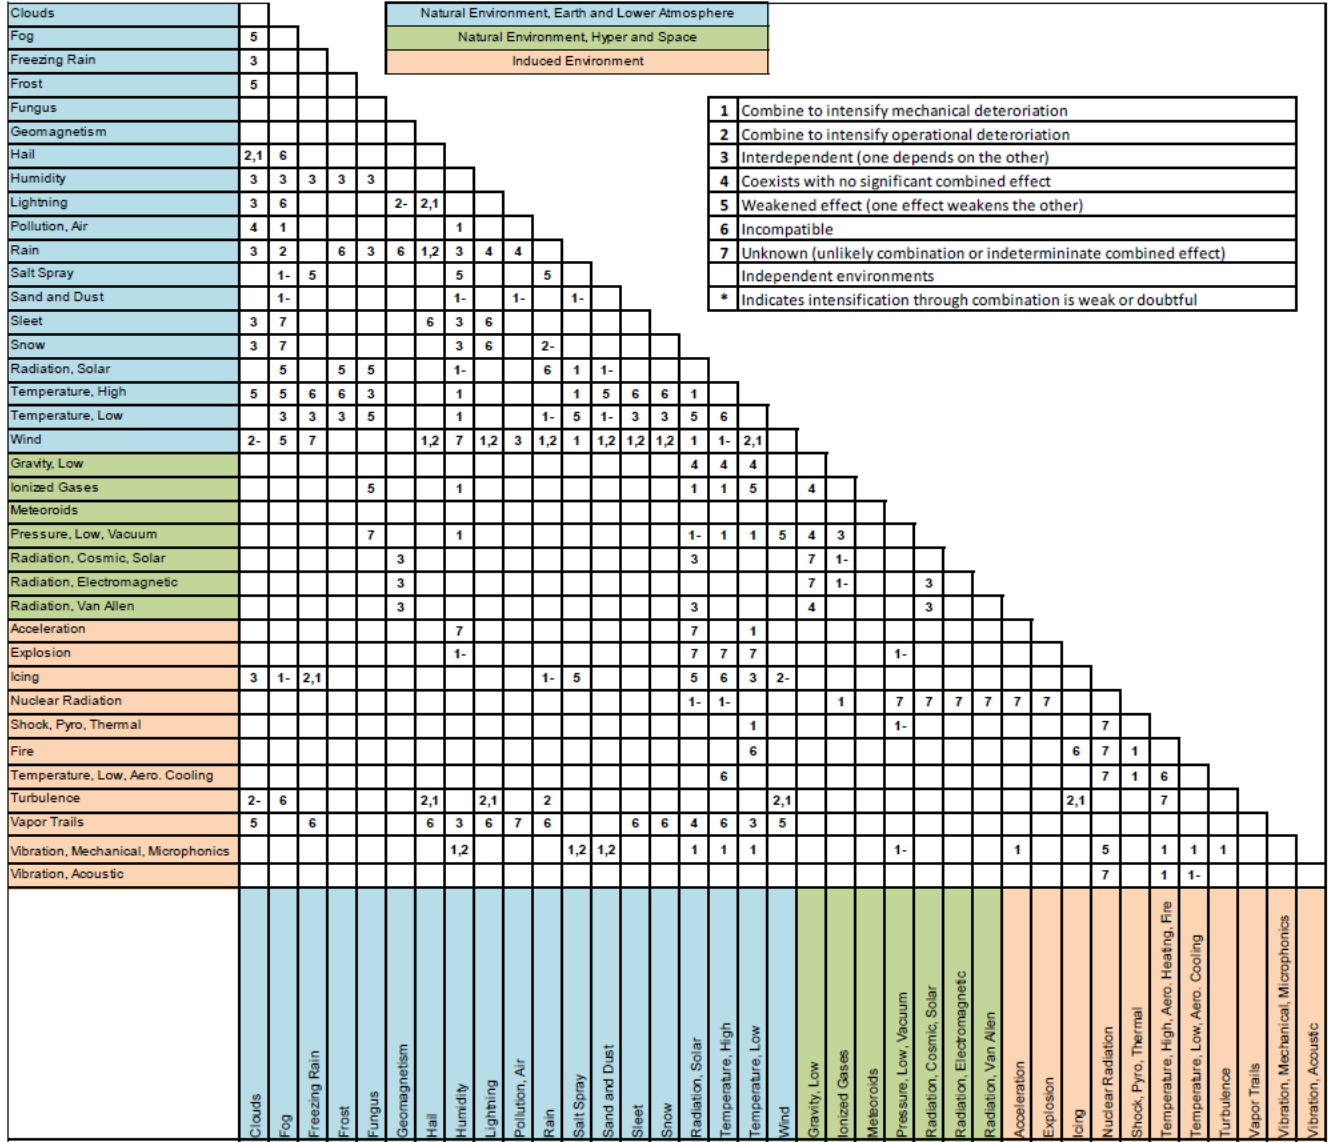 Clouds
Natural Environment, Earth and Lower Atmosphere
Fog 5
Natural Environment, Hyper and Space
Freezing Rain 3
Induced Environment
Frost 5
Fungus
1 Combine to intensify mechanical deteroriation
Geomagnetism
2 Combine to intensify operational deteroriation
Hail 2,1 6
3 Interdependent (one depends on the other)
Humidity 3 3 3 3 3
4 Coexists with no significant combined effect
Lightning 3 6 2- 2,1
5 Weakened effect (one effect weakens the other)
Pollution, Air 4 1 1
6 Incompatible
Rain 3 2 6 3 6 1,2 3 4 4
7 Unknown (unlikely combination or indetermininate combined effect)
Salt Spray 1- 5 5 5
Independent environments
Sand and Dust 1- 1- 1- 1-
* Indicates intensification through combination is weak or doubtful
Sleet 3 7 6 3 6
Snow 3 7 3 6 2-
Radiation, Solar 5 5 5 1- 6 1 1-
Temperature, High 5 5 6 6 3 1 1 5 6 6 1
Temperature, Low 3 3 3 5 1 1- 5 1- 3 3 5 6
Wind 2- 5 7 1,2 7 1,2 3 1,2 1 1,2 1,2 1,2 1 1- 2,1
Gravity, Low 4 4 4
Ionized Gases 5 1 1 1 5 4
Meteoroids
Pressure, Low, Vacuum 7 1 1- 1 1 5 4 3
Radiation, Cosmic, Solar 3 3 7 1-
Radiation, Electromagnetic 3 7 1- 3
Radiation, Van Allen 3 3 4 3
Acceleration 7 7 1
Explosion 1- 7 7 7 1-
Icing 3 1- 2,1 1- 5 5 6 3 2-
Nuclear Radiation 1- 1- 1 7 7 7 7 7 7
Shock, Pyro, Thermal 1 1- 7
Fire 6 6 7 1
Temperature, Low, Aero. Cooling 6 7 1 6
Turbulence 2- 6 2,1 2,1 2 2,1 2,1 7
Vapor Trails 5 6 6 3 6 7 6 6 6 4 6 3 5
Vibration, Mechanical, Microphonics 1,2 1,2 1,2 1 1 1 1- 1 5 1 1 1
Vibration, Acoustic 7 1 1-
Clouds
Fog
Freezing Rain
Frost
Fungus
Geomagnetism
Hail
Humidity
Lightning
Pollution, Air
Rain
Salt Spray
Sand and Dust
Sleet
Snow
Radiation, Solar
Temperature, High
Temperature, Low
Wind
Gravity, Low
Ionized Gases
Meteoroids
Pressure, Low, Vacuum
Radiation, Cosmic, Solar
Radiation, Electromagnetic
Radiation, Van Allen
Acceleration
Explosion
Icing
Nuclear Radiation
Shock, Pyro, Thermal
Temperature, High, Aero. Heating, Fire
Temperature, Low, Aero. Cooling
Turbulence
Vapor Trails
Vibration, Mechanical, Microphonics
Vibration, Acoustic